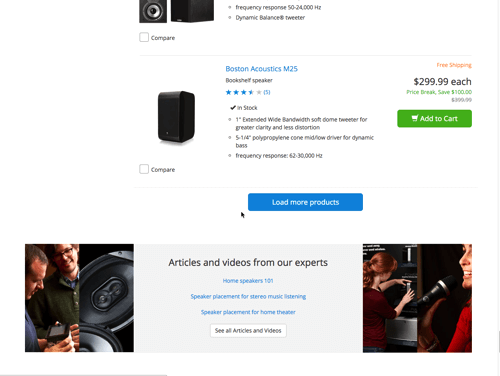 frequency response 50-24,000 Hz
Dynamic Balance® tweeter
Compare
Boston Acoustics M25
Free Shipping
Bookshelf speaker
$299.99 each
(5)
Price Break, Save $100.00
$399.99
In Stock
Add to Cart
1" Extended Wide Bandwidth soft dome tweeter for
greater clarity and less distortion
5-1/4" polypropylene cone mid/low driver for dynamic
bass
frequency response: 62-30,000 Hz
Compare
Load more products
Articles and videos from our experts
Home speakers 101
Speaker placement for stereo music listening
Speaker placement for home theater
See all Articles and Videos